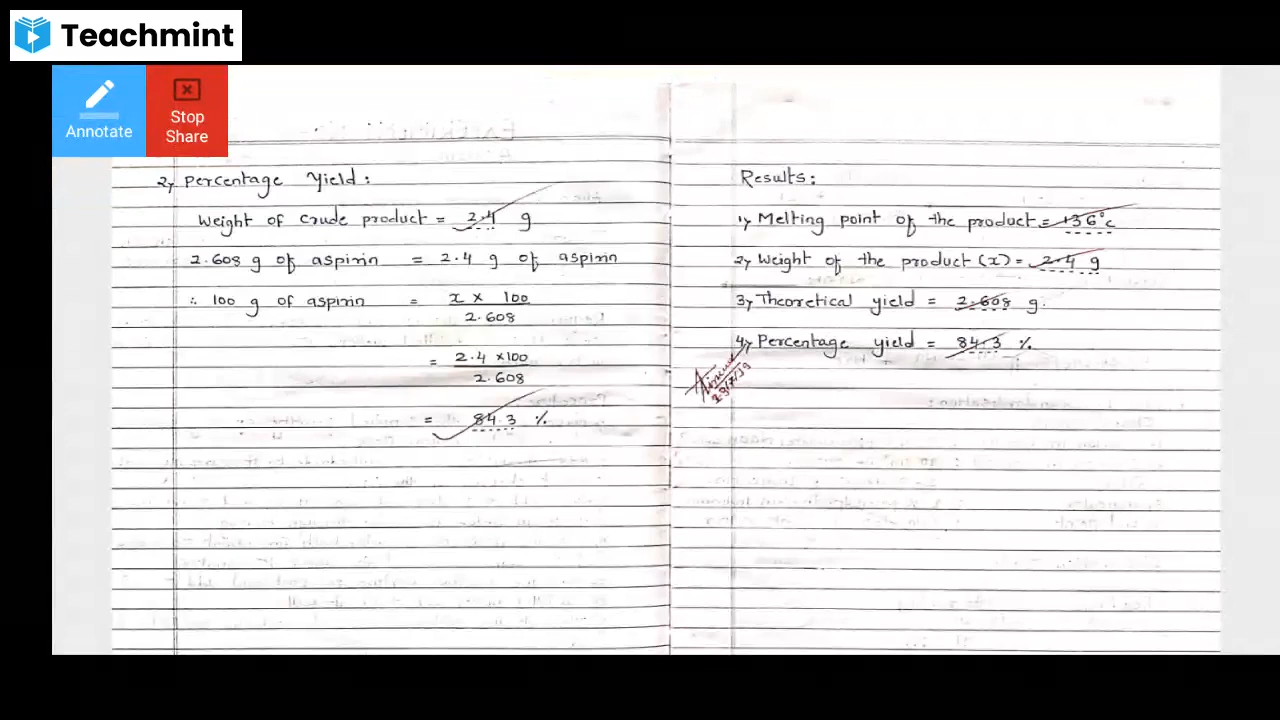 Teachmint
Annotate
Stop
Share
2, Percentage Yield:
Weight of Crude product = 2.4 g
2.608 g of aspirin = 2.4 g of aspirin
∴ 100 g of aspirin = x × 100
2.608
= 2.4 × 100
2.608
= 84.3 %
Results:
1, Melting point of the product = 136°c
2, Weight of the product (x) = 2.4 g
3, Theoretical yield = 2.608 g.
4, Percentage yield = 84.3 %